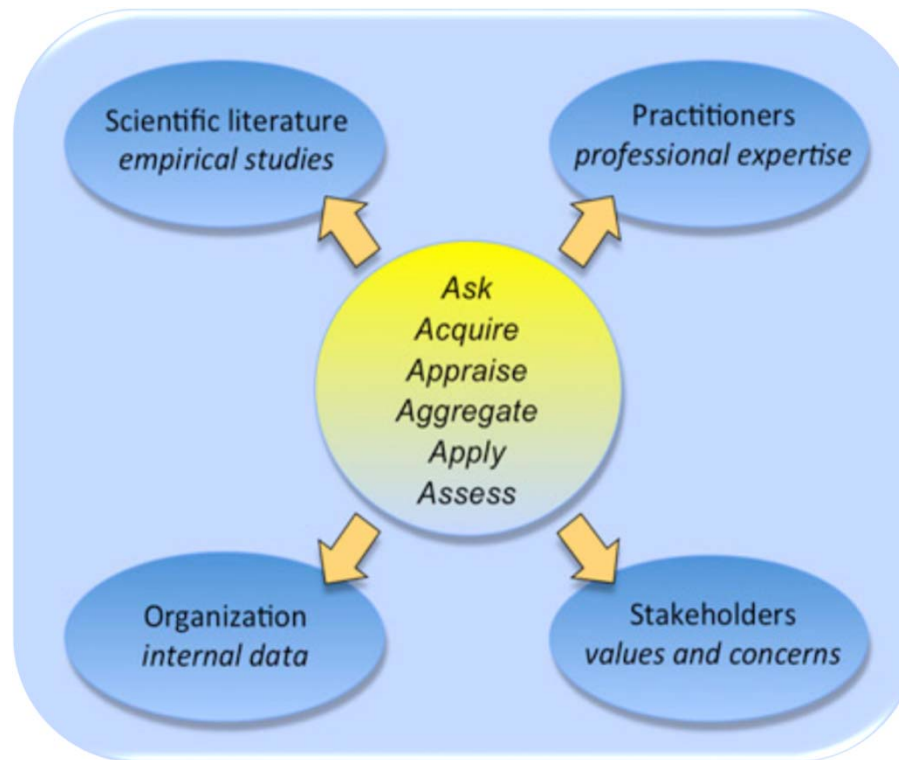 Scientific literature
empirical studies
Practitioners
professional expertise
Ask
Acquire
Appraise
Aggregate
Apply
Assess
Organization
internal data
Stakeholders
values and concerns